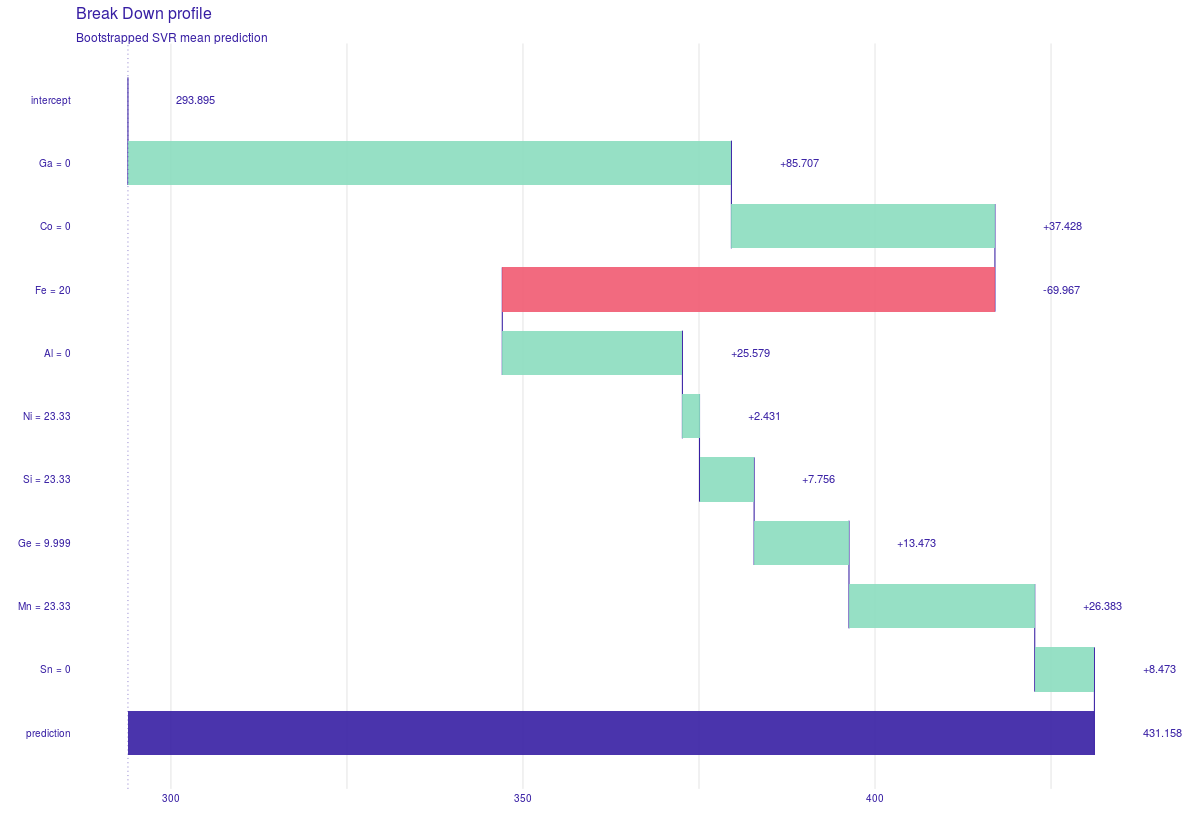 Break Down profile
Bootstrapped SVR mean prediction
intercept 293.895
Ga = 0 +85.707
Co = 0 +37.428
Fe = 20 -69.967
Al = 0 +25.579
Ni = 23.33 +2.431
Si = 23.33 +7.756
Ge = 9.999 +13.473
Mn = 23.33 +26.383
Sn = 0 +8.473
prediction 431.158
300 350 400